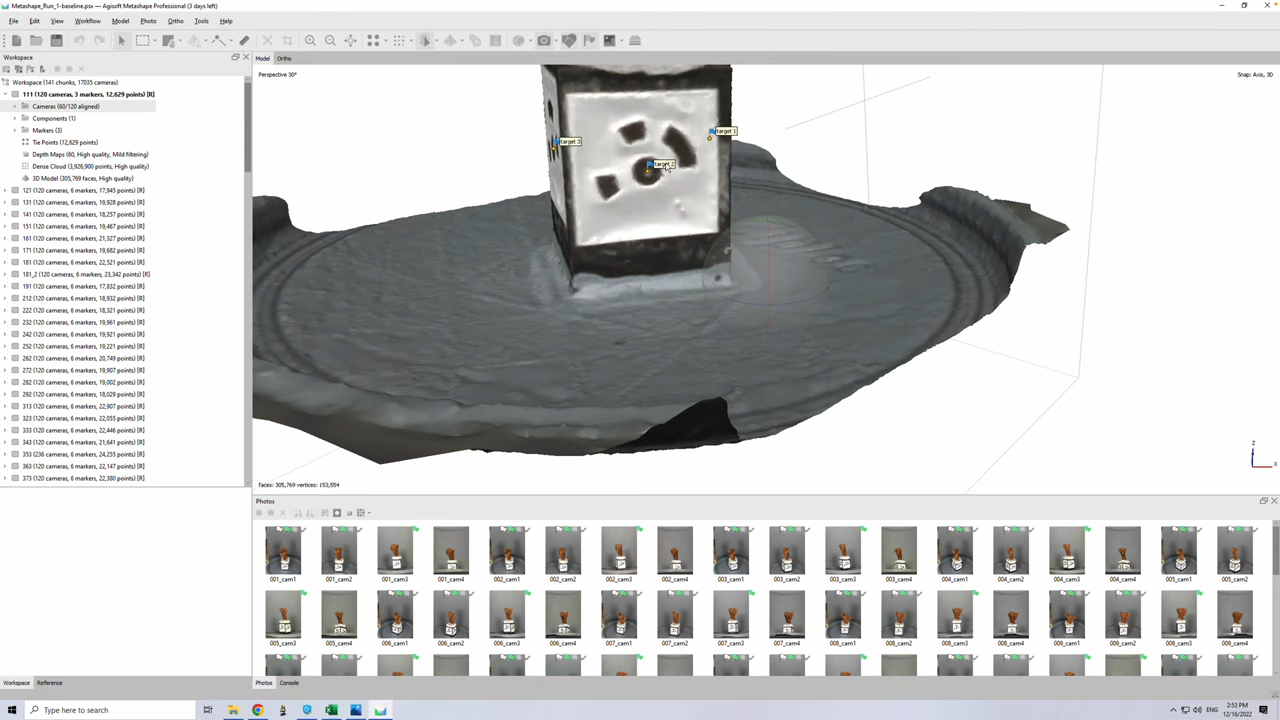 Metashape_Run_1-baseline.psx — Agisoft Metashape Professional (3 days left)
File Edit View Workflow Model Photo Ortho Tools Help
Workspace
Model Ortho
Perspective 30°
Snap: Axis, 3D
Workspace (141 chunks, 17035 cameras)
111 (120 cameras, 3 markers, 12,629 points) [R]
Cameras (60/120 aligned)
Components (1)
Markers (3)
Tie Points (12,629 points)
Depth Maps (60, High quality, Mild filtering)
Dense Cloud (3,926,900 points, High quality)
3D Model (305,769 faces, High quality)
121 (120 cameras, 6 markers, 17,945 points) [R]
131 (120 cameras, 6 markers, 19,928 points) [R]
141 (120 cameras, 6 markers, 18,257 points) [R]
151 (120 cameras, 6 markers, 19,467 points) [R]
161 (120 cameras, 6 markers, 21,327 points) [R]
171 (120 cameras, 6 markers, 19,682 points) [R]
181 (120 cameras, 6 markers, 22,521 points) [R]
181_2 (120 cameras, 6 markers, 23,342 points) [R]
191 (120 cameras, 6 markers, 17,832 points) [R]
212 (120 cameras, 6 markers, 18,932 points) [R]
222 (120 cameras, 6 markers, 18,321 points) [R]
232 (120 cameras, 6 markers, 19,961 points) [R]
242 (120 cameras, 6 markers, 19,921 points) [R]
252 (120 cameras, 6 markers, 19,221 points) [R]
262 (120 cameras, 6 markers, 20,749 points) [R]
272 (120 cameras, 6 markers, 19,907 points) [R]
282 (120 cameras, 6 markers, 19,002 points) [R]
292 (120 cameras, 6 markers, 18,029 points) [R]
313 (120 cameras, 6 markers, 22,907 points) [R]
323 (120 cameras, 6 markers, 22,055 points) [R]
333 (120 cameras, 6 markers, 22,446 points) [R]
343 (120 cameras, 6 markers, 21,641 points) [R]
353 (236 cameras, 6 markers, 24,255 points) [R]
363 (120 cameras, 6 markers, 22,147 points) [R]
373 (120 cameras, 6 markers, 22,380 points) [R]
target 1
target 3
target 2
Z
X
Faces: 305,769 vertices: 153,554
Photos
001_cam1 001_cam2 001_cam3 001_cam4 002_cam1 002_cam2 002_cam3 002_cam4 003_cam1 003_cam2 003_cam3 003_cam4 004_cam1 004_cam2 004_cam3 004_cam4 005_cam1 005_cam2
005_cam3 005_cam4 006_cam1 006_cam2 006_cam3 006_cam4 007_cam1 007_cam2 007_cam3 007_cam4 008_cam1 008_cam2 008_cam3 008_cam4 009_cam1 009_cam2 009_cam3 009_cam4
Workspace Reference
Photos Console
Type here to search
ENG
2:53 PM
12/16/2022